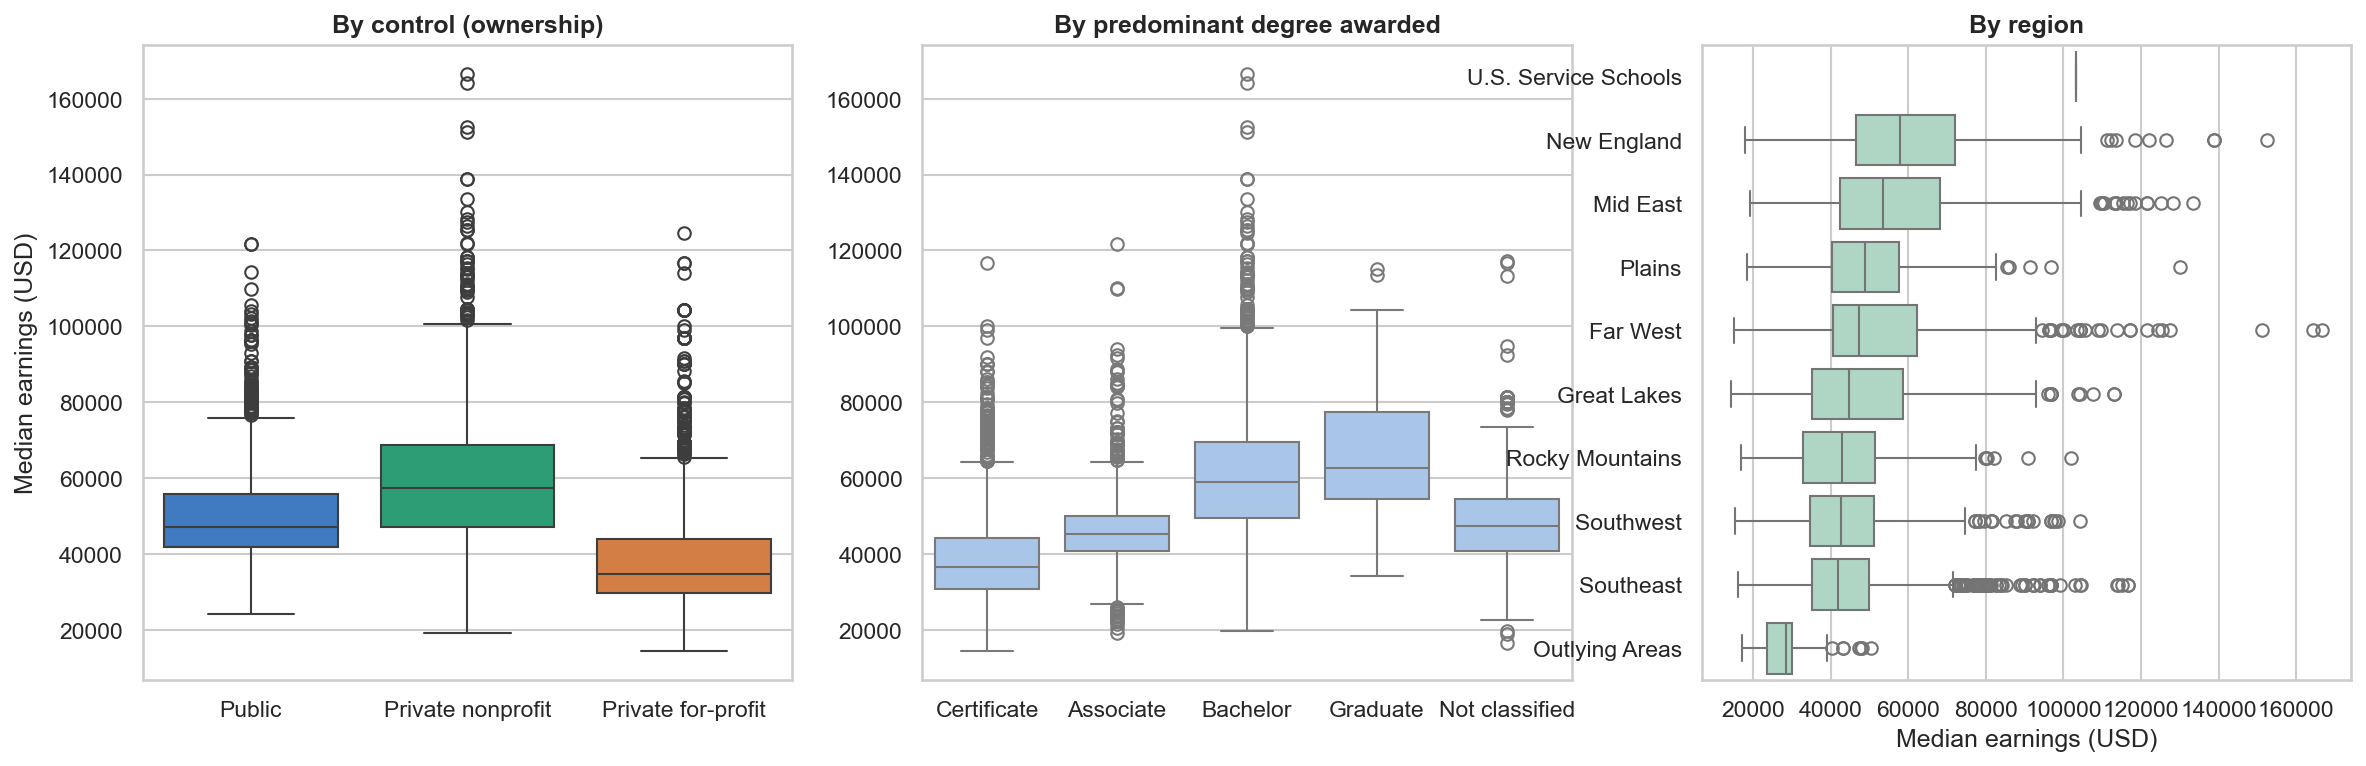 By control (ownership)
Median earnings (USD)
160000
140000
120000
100000
80000
60000
40000
20000
Public
Private nonprofit
Private for-profit
By predominant degree awarded
160000
140000
120000
100000
80000
60000
40000
20000
Certificate
Associate
Bachelor
Graduate
Not classified
By region
U.S. Service Schools
New England
Mid East
Plains
Far West
Great Lakes
Rocky Mountains
Southwest
Southeast
Outlying Areas
20000
40000
60000
80000
100000
120000
140000
160000
Median earnings (USD)